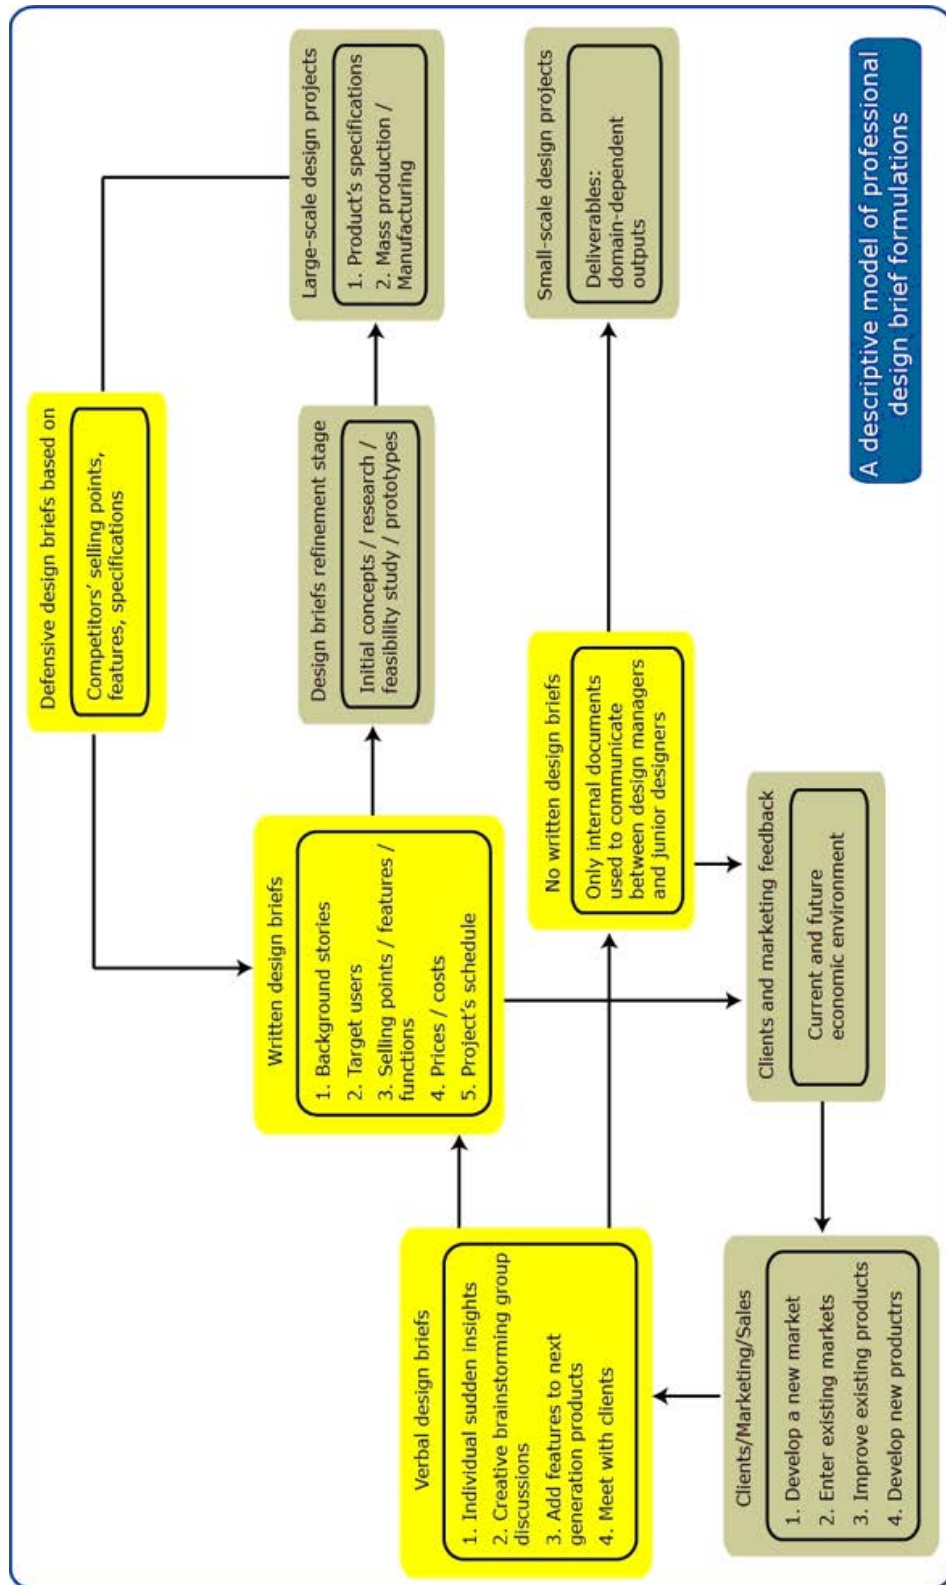 Defensive design briefs based on
Competitors’ selling points,
features, specifications
Large-scale design projects
1. Product’s specifications
2. Mass production /
Manufacturing
Written design briefs
1. Background stories
2. Target users
3. Selling points / features /
functions
4. Prices / costs
5. Project’s schedule
Design briefs refinement stage
Initial concepts / research /
feasibility study / prototypes
Verbal design briefs
1. Individual sudden insights
2. Creative brainstorming group
discussions
3. Add features to next
generation products
4. Meet with clients
No written design briefs
Only internal documents
used to communicate
between design managers
and junior designers
Small-scale design projects
Deliverables:
domain-dependent
outputs
Clients/Marketing/Sales
1. Develop a new market
2. Enter existing markets
3. Improve existing products
4. Develop new productrs
Clients and marketing feedback
Current and future
economic environment
A descriptive model of professional
design brief formulations